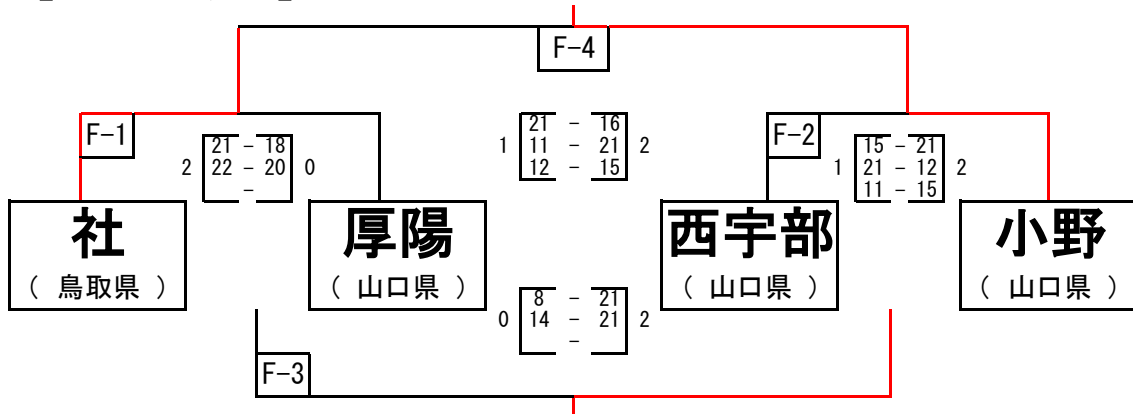 F-4
F-1
21 - 18
2 22 - 20 0
-
21 - 16
1 11 - 21 2
12 - 15
F-2
15 - 21
1 21 - 12 2
11 - 15
社
( 鳥取県 )
厚陽
( 山口県 )
西宇部
( 山口県 )
小野
( 山口県 )
8 - 21
0 14 - 21 2
-
F-3